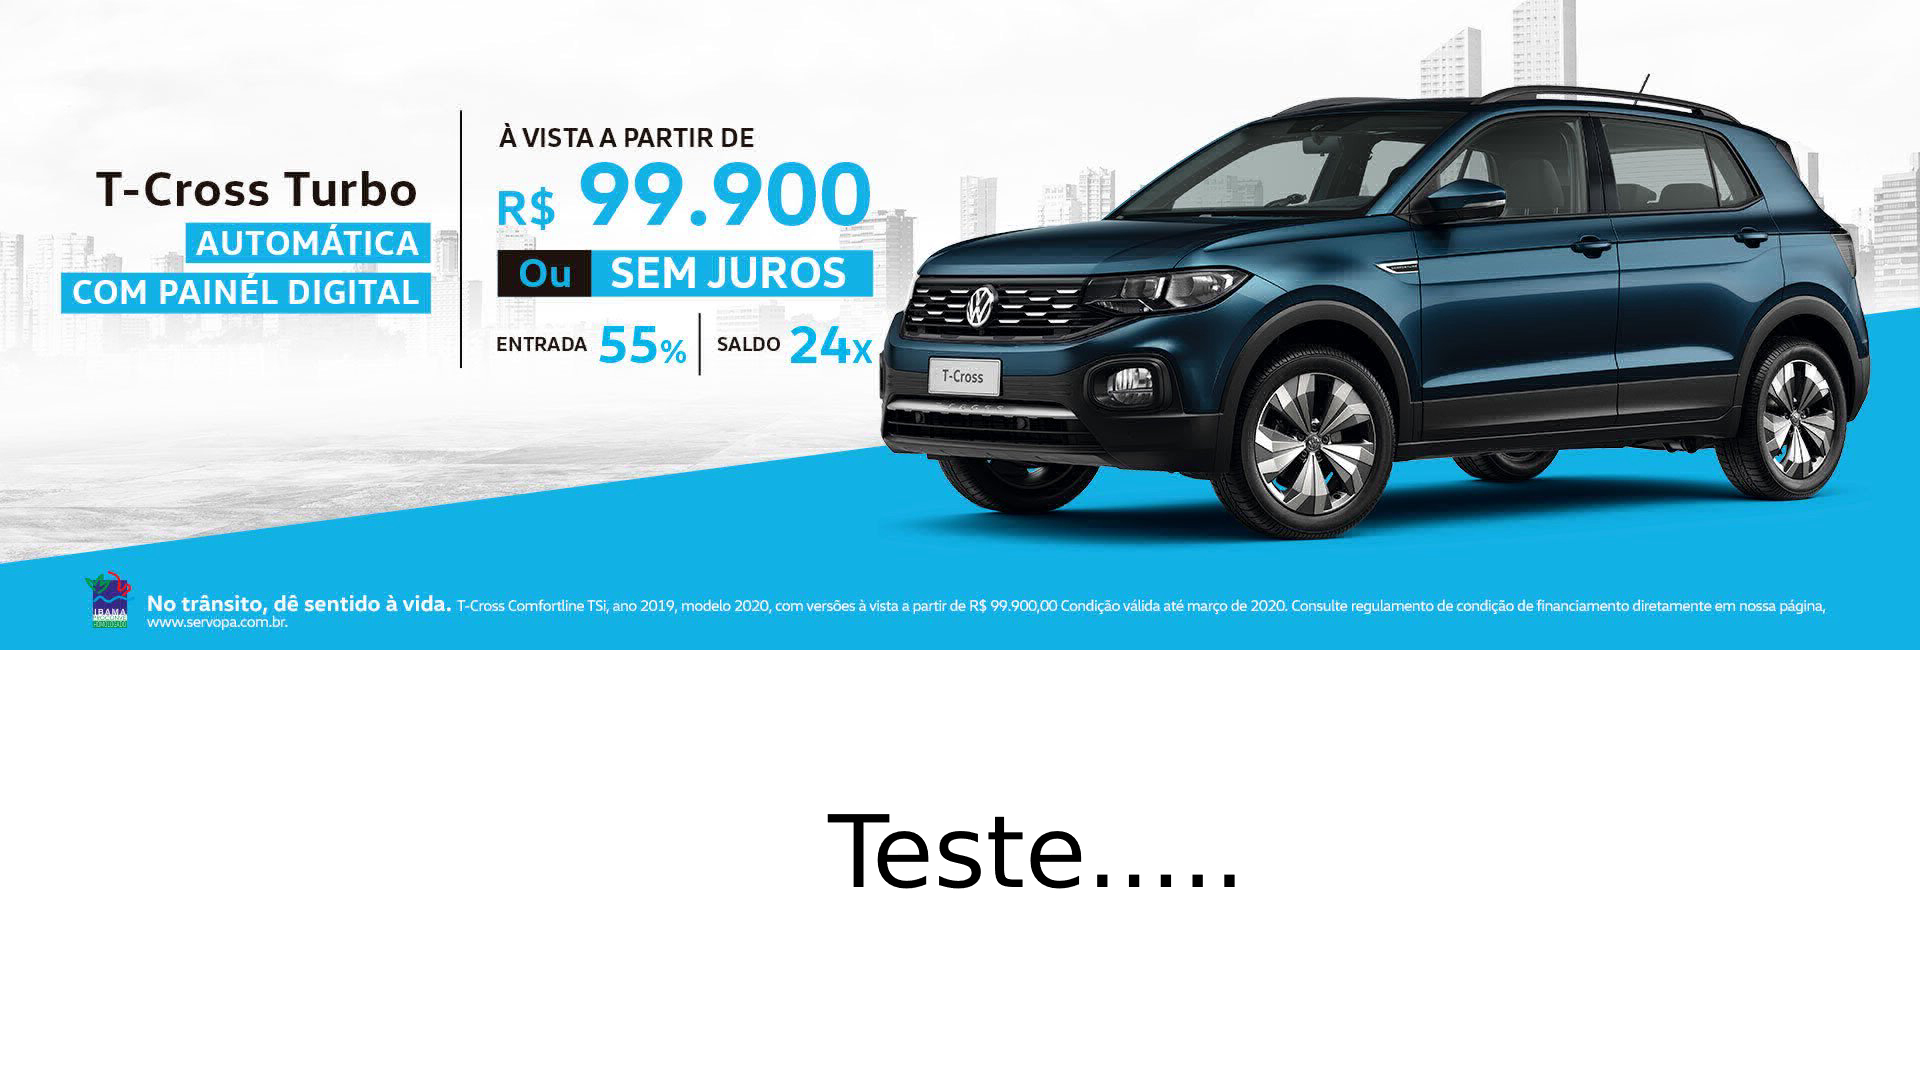 T-Cross Turbo
AUTOMÁTICA
COM PAINÉL DIGITAL
À VISTA A PARTIR DE
R$ 99.900
Ou SEM JUROS
ENTRADA 55% SALDO 24X
T-Cross
IBAMA
No trânsito, dê sentido à vida. T-Cross Comfortline TSi, ano 2019, modelo 2020, com versões à vista a partir de R$ 99.900,00 Condição válida até março de 2020. Consulte regulamento de condição de financiamento diretamente em nossa página,
www.servopa.com.br.
Teste.....